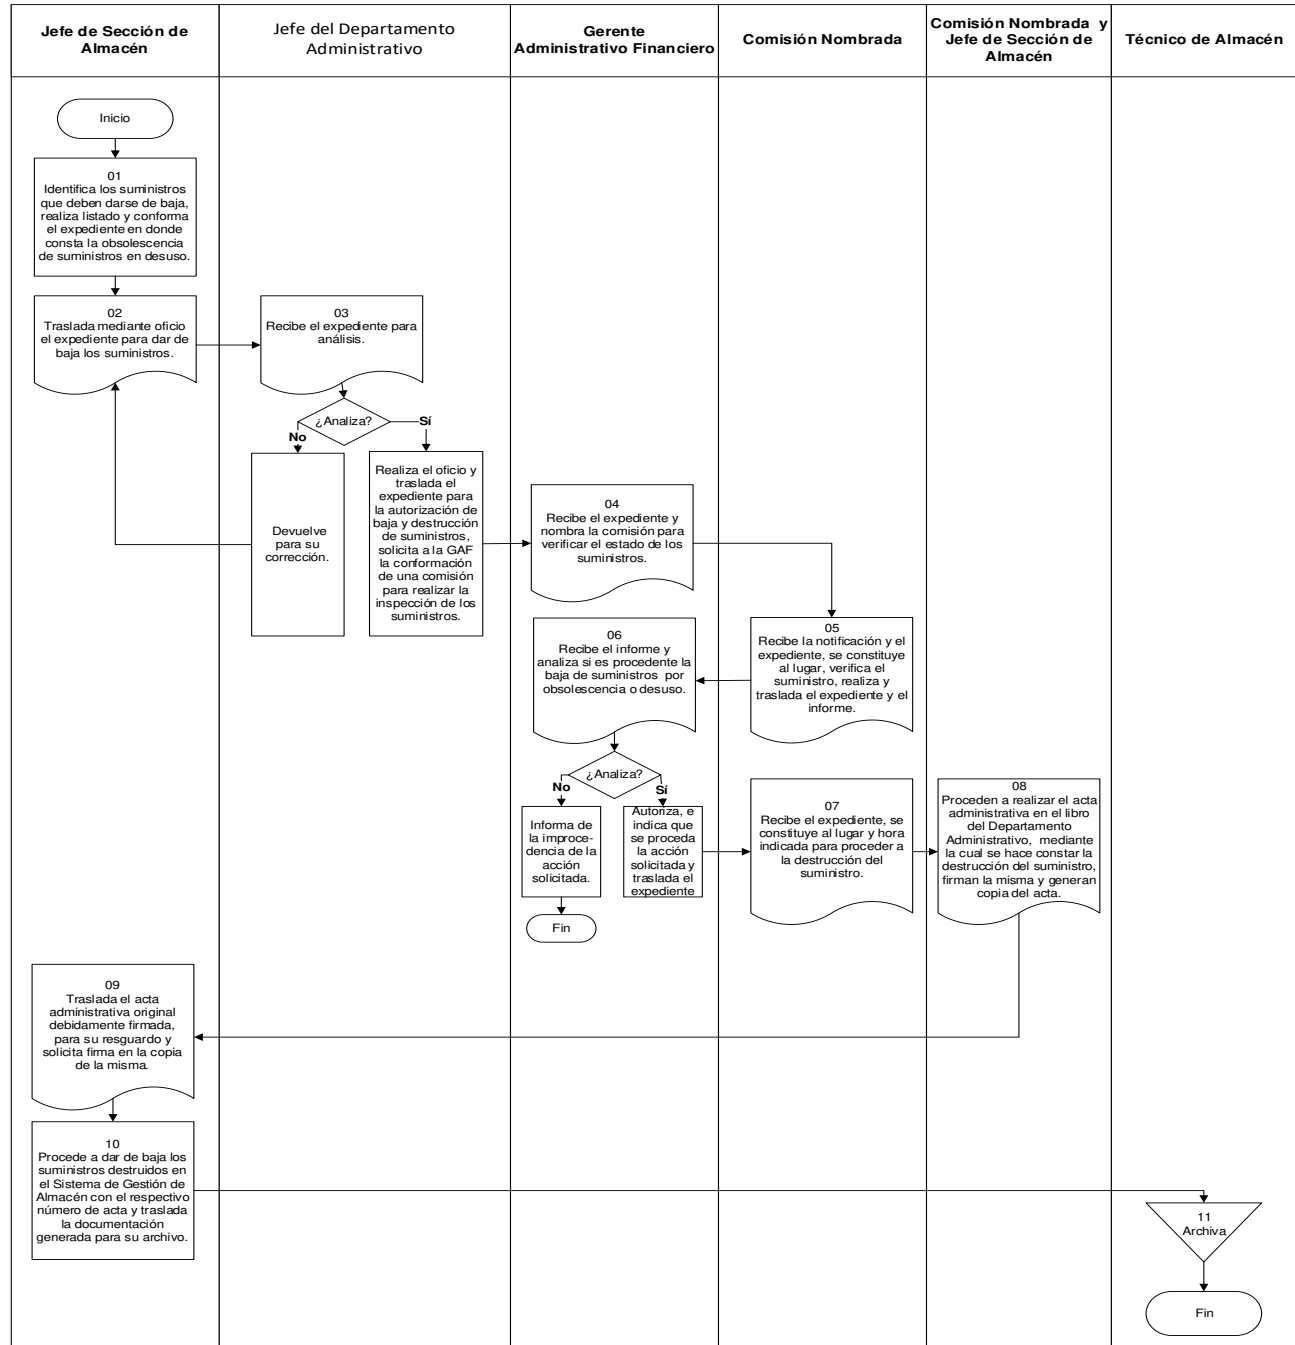 Jefe de Sección de
Almacén
Jefe del Departamento
Administrativo
Gerente
Administrativo Financiero
Comisión Nombrada
Comisión Nombrada y
Jefe de Sección de
Almacén
Técnico de Almacén
Inicio
01
Identifica los suministros
que deben darse de baja,
realiza listado y conforma
el expediente en donde
consta la obsolescencia
de suministros en desuso.
02
Traslada mediante oficio
el expediente para dar de
baja los suministros.
03
Recibe el expediente para
análisis.
¿Analiza?
No
Sí
Devuelve
para su
corrección.
Realiza el oficio y
traslada el
expediente para
la autorización de
baja y destrucción
de suministros,
solicita a la GAF
la conformación
de una comisión
para realizar la
inspección de los
suministros.
04
Recibe el expediente y
nombra la comisión para
verificar el estado de los
suministros.
05
Recibe la notificación y el
expediente, se constituye
al lugar, verifica el
suministro, realiza y
traslada el expediente y el
informe.
06
Recibe el informe y
analiza si es procedente la
baja de suministros por
obsolescencia o desuso.
¿Analiza?
No
Sí
Informa de
la improce-
dencia de la
acción
solicitada.
Fin
Autoriza, e
indica que
se proceda
la acción
solicitada y
traslada el
expediente
07
Recibe el expediente, se
constituye al lugar y hora
indicada para proceder a
la destrucción del
suministro.
08
Proceden a realizar el acta
administrativa en el libro
del Departamento
Administrativo, mediante
la cual se hace constar la
destrucción del suministro,
firman la misma y generan
copia del acta.
09
Traslada el acta
administrativa original
debidamente firmada,
para su resguardo y
solicita firma en la copia
de la misma.
10
Procede a dar de baja los
suministros destruidos en
el Sistema de Gestión de
Almacén con el respectivo
número de acta y traslada
la documentación
generada para su archivo.
11
Archiva
Fin